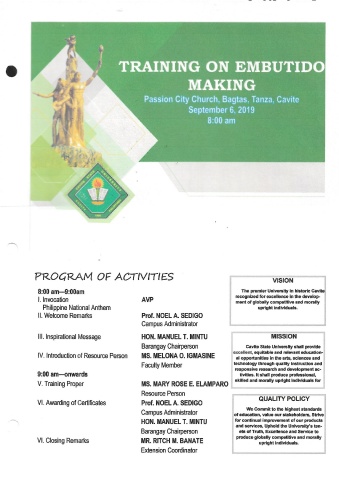 TRAINING ON EMBUTIDO
MAKING
Passion City Church, Bagtas, Tanza, Cavite
September 6, 2019
8:00 am
PROGRAM OF ACTIVITIES
8:00 am—9:00am
I. Invocation AVP
Philippine National Anthem
II. Welcome Remarks Prof. NOEL A. SEDIGO
Campus Administrator
III. Inspirational Message HON. MANUEL T. MINTU
Barangay Chairperson
IV. Introduction of Resource Person MS. MELONA O. IGMASINE
Faculty Member
9:00 am—onwards
V. Training Proper MS. MARY ROSE E. ELAMPARO
Resource Person
VI. Awarding of Certificates Prof. NOEL A. SEDIGO
Campus Administrator
HON. MANUEL T. MINTU
Barangay Chairperson
VI. Closing Remarks MR. RITCH M. BANATE
Extension Coordinator
VISION
The premier University in historic Cavite
recognized for excellence in the develop-
ment of globally competitive and morally
upright individuals.
MISSION
Cavite State University shall provide
excellent, equitable and relevant education-
al opportunities in the arts, sciences and
technology through quality instruction and
responsive research and development ac-
tivities. It shall produce professional,
skilled and morally upright individuals for
QUALITY POLICY
We Commit to the highest standards
of education, value our stakeholders, Strive
for continual improvement of our products
and services, Uphold the University's ten-
ets of Truth, Excellence and Service to
produce globally competitive and morally
upright individuals.